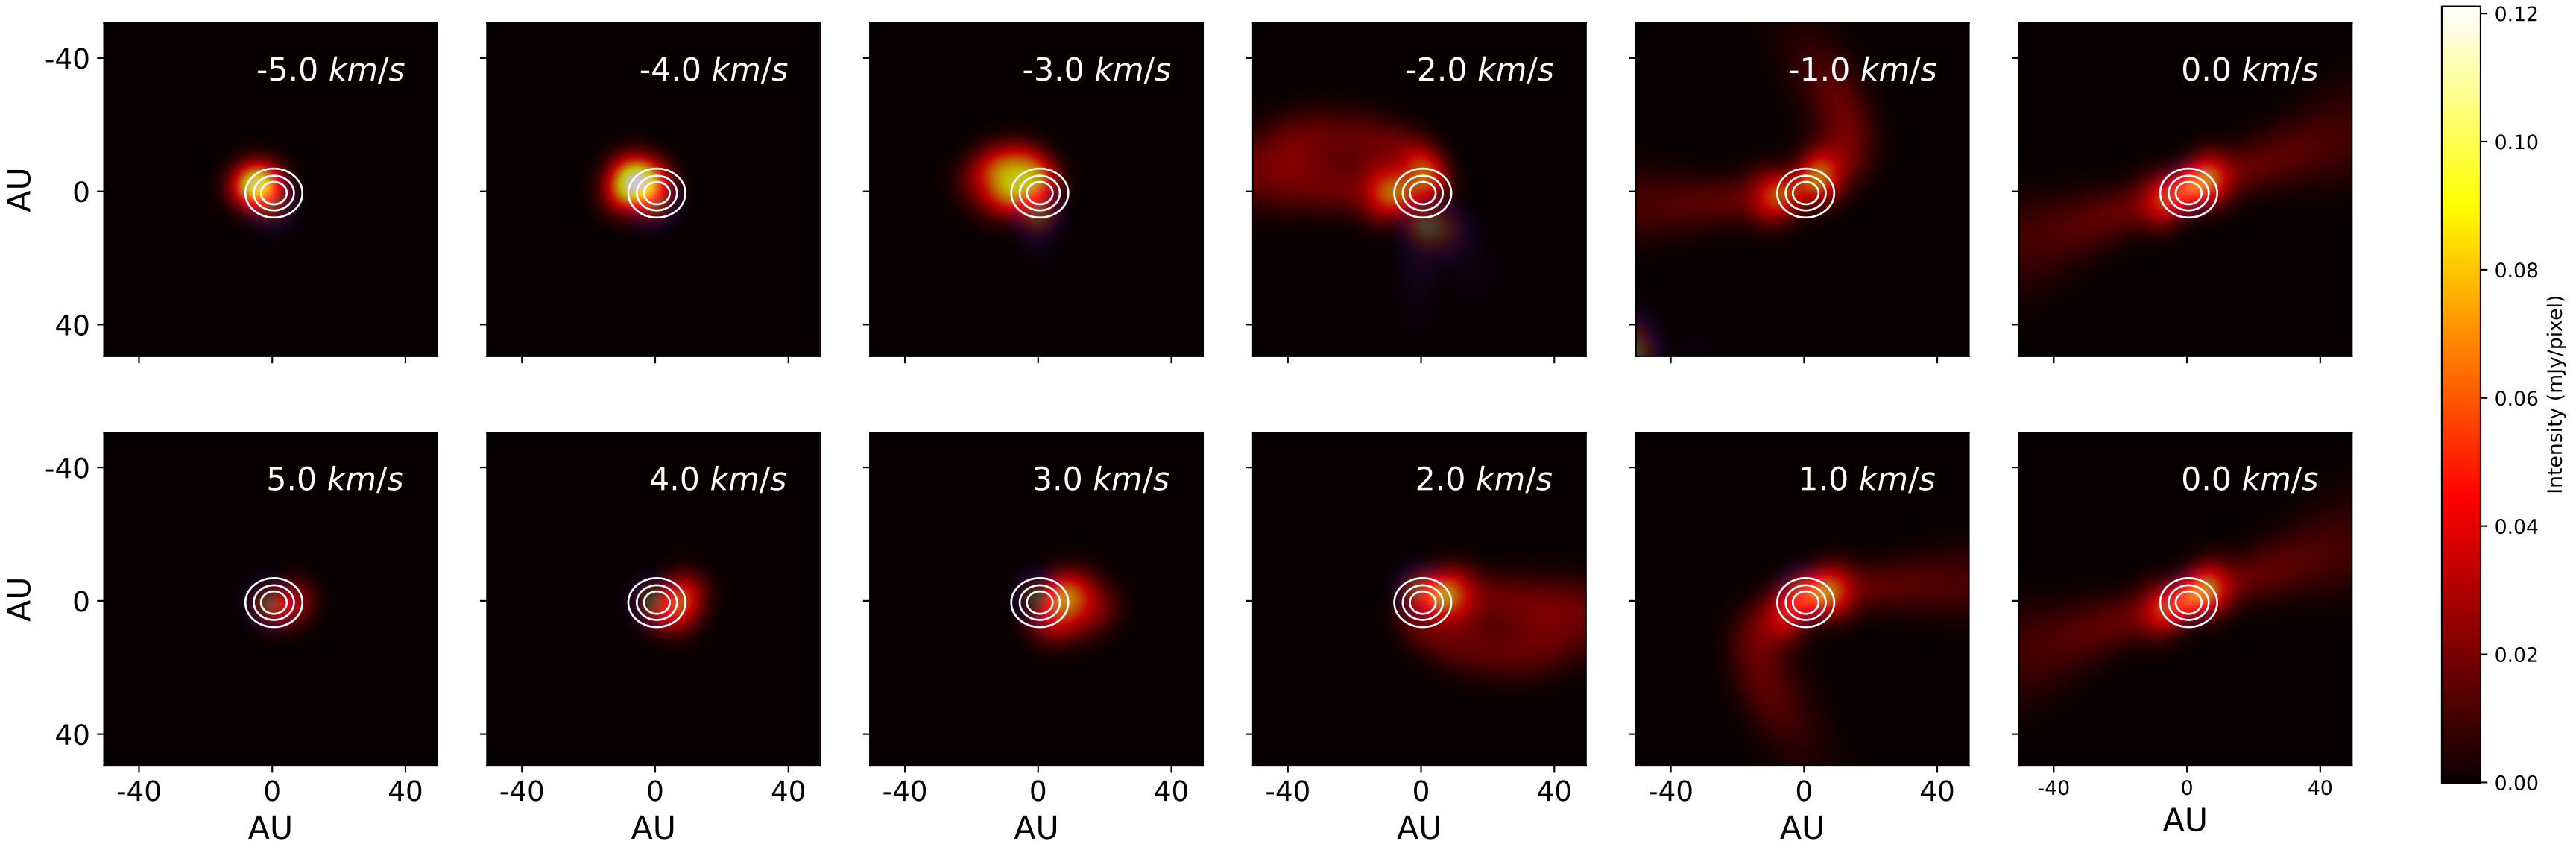 -5.0 km/s
-4.0 km/s
-3.0 km/s
-2.0 km/s
-1.0 km/s
0.0 km/s
-40
0
40
AU
5.0 km/s
4.0 km/s
3.0 km/s
2.0 km/s
1.0 km/s
0.0 km/s
-40
0
40
AU
-40 0 40
-40 0 40
-40 0 40
-40 0 40
-40 0 40
-40 0 40
AU
AU
AU
AU
AU
AU
0.12
0.10
0.08
0.06
0.04
0.02
0.00
Intensity (mJy/pixel)